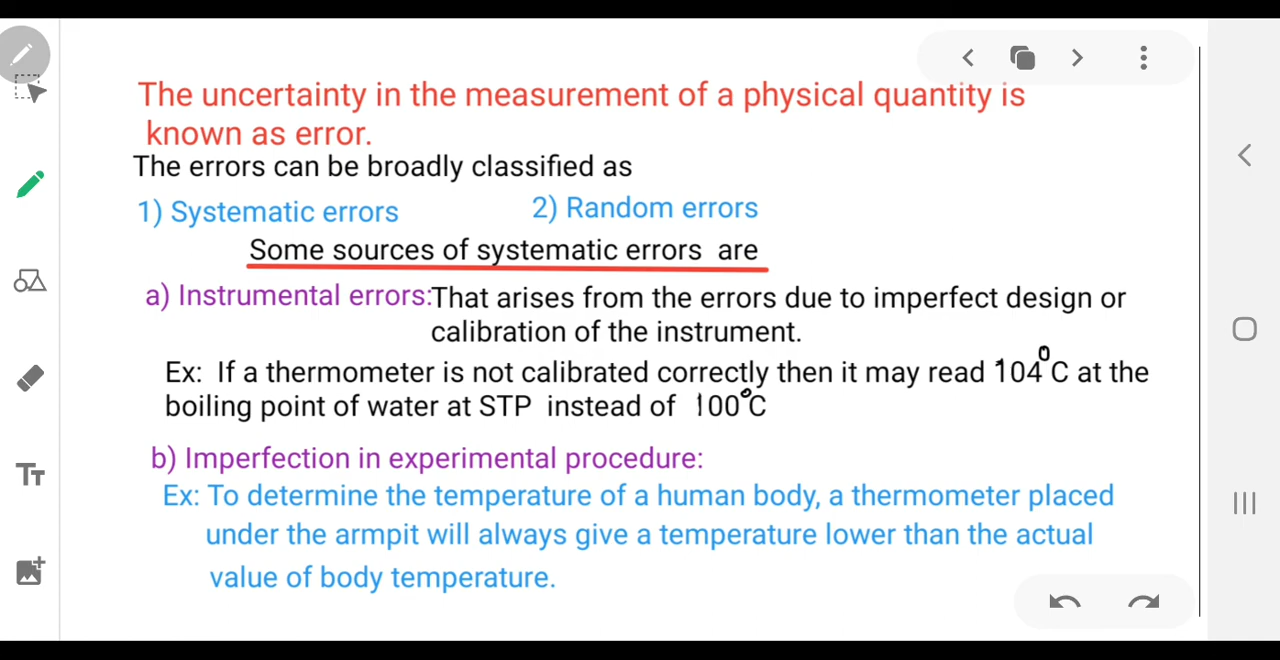 The uncertainty in the measurement of a physical quantity is
known as error.
The errors can be broadly classified as
1) Systematic errors 2) Random errors
Some sources of systematic errors are
a) Instrumental errors:That arises from the errors due to imperfect design or
calibration of the instrument.
Ex: If a thermometer is not calibrated correctly then it may read 104°C at the
boiling point of water at STP instead of 100°C
b) Imperfection in experimental procedure:
Ex: To determine the temperature of a human body, a thermometer placed
under the armpit will always give a temperature lower than the actual
value of body temperature.
TT